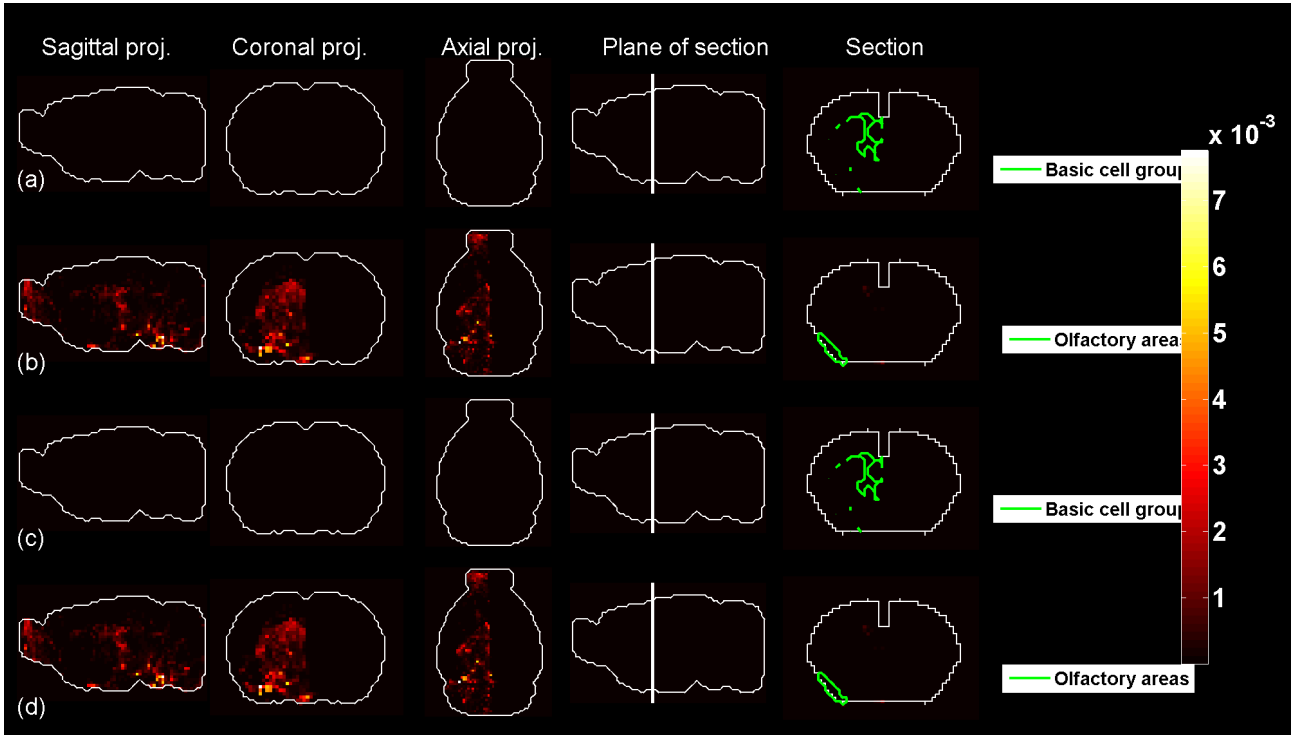 Sagittal proj. Coronal proj. Axial proj. Plane of section Section
x 10-3
(a)
Basic cell group
7
6
(b)
Olfactory areas
5
4
3
(c)
Basic cell group
2
1
(d)
Olfactory areas